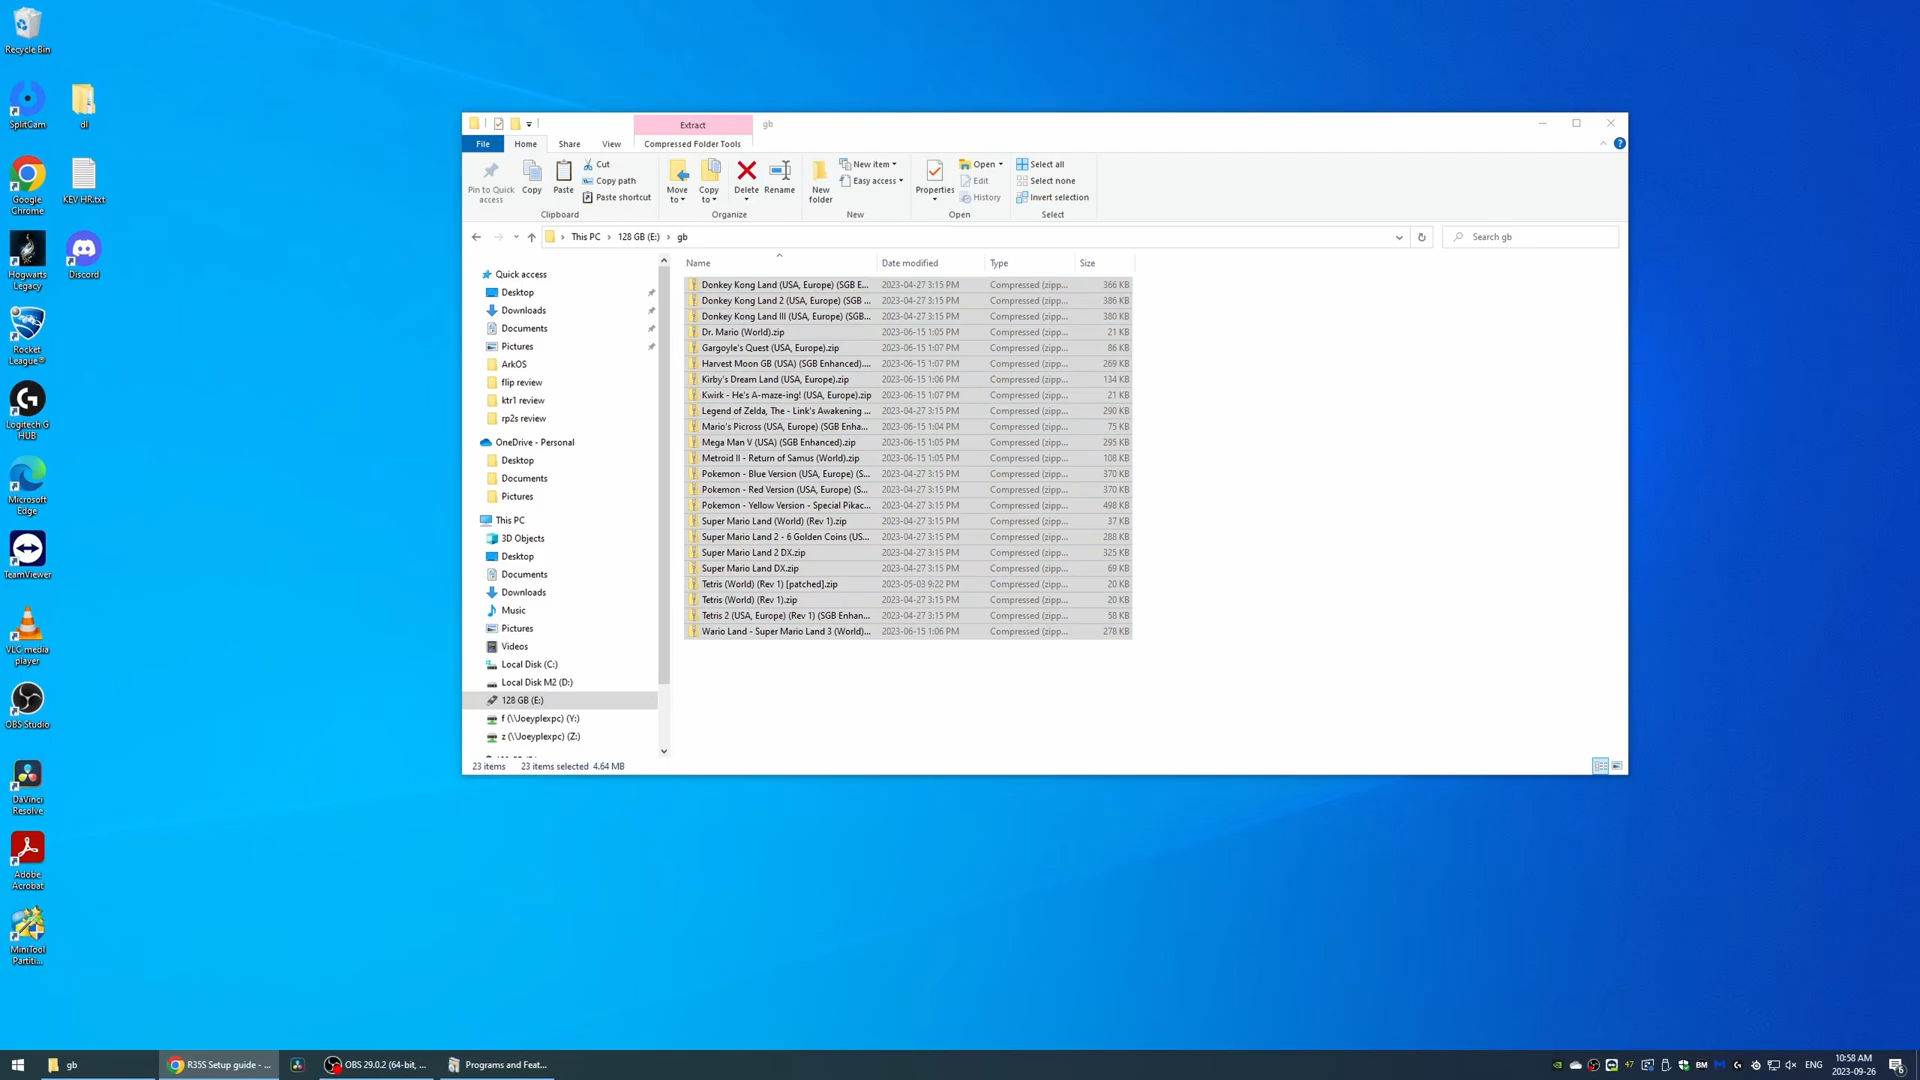 Recycle Bin
SplitCam
dl
Google
Chrome
KEV HR.txt
Hogwarts
Legacy
Discord
Rocket
League®
Logitech G
HUB
Microsoft
Edge
TeamViewer
VLC media
player
OBS Studio
DaVinci
Resolve
Adobe
Acrobat
MiniTool
Partiti...
Extract
gb
File
Home
Share
View
Compressed Folder Tools
Pin to Quick
access
Copy
Paste
Cut
Copy path
Paste shortcut
Clipboard
Move
to
Copy
to
Delete
Rename
Organize
New
folder
New item
Easy access
New
Properties
Open
Edit
History
Open
Select all
Select none
Invert selection
Select
This PC > 128 GB (E:) > gb
Search gb
Quick access
Desktop
Downloads
Documents
Pictures
ArkOS
flip review
ktr1 review
rp2s review
OneDrive - Personal
Desktop
Documents
Pictures
This PC
3D Objects
Desktop
Documents
Downloads
Music
Pictures
Videos
Local Disk (C:)
Local Disk M2 (D:)
128 GB (E:)
f (\\Joeyplexpc) (Y:)
z (\\Joeyplexpc) (Z:)
Name Date modified Type Size
Donkey Kong Land (USA, Europe) (SGB E... 2023-04-27 3:15 PM Compressed (zipp... 366 KB
Donkey Kong Land 2 (USA, Europe) (SGB ... 2023-04-27 3:15 PM Compressed (zipp... 386 KB
Donkey Kong Land III (USA, Europe) (SGB... 2023-04-27 3:15 PM Compressed (zipp... 380 KB
Dr. Mario (World).zip 2023-06-15 1:05 PM Compressed (zipp... 21 KB
Gargoyle's Quest (USA, Europe).zip 2023-06-15 1:07 PM Compressed (zipp... 86 KB
Harvest Moon GB (USA) (SGB Enhanced).... 2023-06-15 1:07 PM Compressed (zipp... 269 KB
Kirby's Dream Land (USA, Europe).zip 2023-06-15 1:06 PM Compressed (zipp... 134 KB
Kwirk - He's A-maze-ing! (USA, Europe).zip 2023-06-15 1:07 PM Compressed (zipp... 21 KB
Legend of Zelda, The - Link's Awakening ... 2023-04-27 3:15 PM Compressed (zipp... 290 KB
Mario's Picross (USA, Europe) (SGB Enha... 2023-06-15 1:04 PM Compressed (zipp... 75 KB
Mega Man V (USA) (SGB Enhanced).zip 2023-06-15 1:05 PM Compressed (zipp... 295 KB
Metroid II - Return of Samus (World).zip 2023-06-15 1:05 PM Compressed (zipp... 108 KB
Pokemon - Blue Version (USA, Europe) (S... 2023-04-27 3:15 PM Compressed (zipp... 370 KB
Pokemon - Red Version (USA, Europe) (S... 2023-04-27 3:15 PM Compressed (zipp... 370 KB
Pokemon - Yellow Version - Special Pikac... 2023-04-27 3:15 PM Compressed (zipp... 498 KB
Super Mario Land (World) (Rev 1).zip 2023-04-27 3:15 PM Compressed (zipp... 37 KB
Super Mario Land 2 - 6 Golden Coins (US... 2023-04-27 3:15 PM Compressed (zipp... 288 KB
Super Mario Land 2 DX.zip 2023-04-27 3:15 PM Compressed (zipp... 325 KB
Super Mario Land DX.zip 2023-04-27 3:15 PM Compressed (zipp... 69 KB
Tetris (World) (Rev 1) [patched].zip 2023-05-03 9:22 PM Compressed (zipp... 20 KB
Tetris (World) (Rev 1).zip 2023-04-27 3:15 PM Compressed (zipp... 20 KB
Tetris 2 (USA, Europe) (Rev 1) (SGB Enhan... 2023-04-27 3:15 PM Compressed (zipp... 58 KB
Wario Land - Super Mario Land 3 (World)... 2023-06-15 1:06 PM Compressed (zipp... 278 KB
23 items 23 items selected 4.64 MB
gb
R35S Setup guide - ...
OBS 29.0.2 (64-bit, ...
Programs and Feat...
47
BM
ENG
10:58 AM
2023-09-26
6